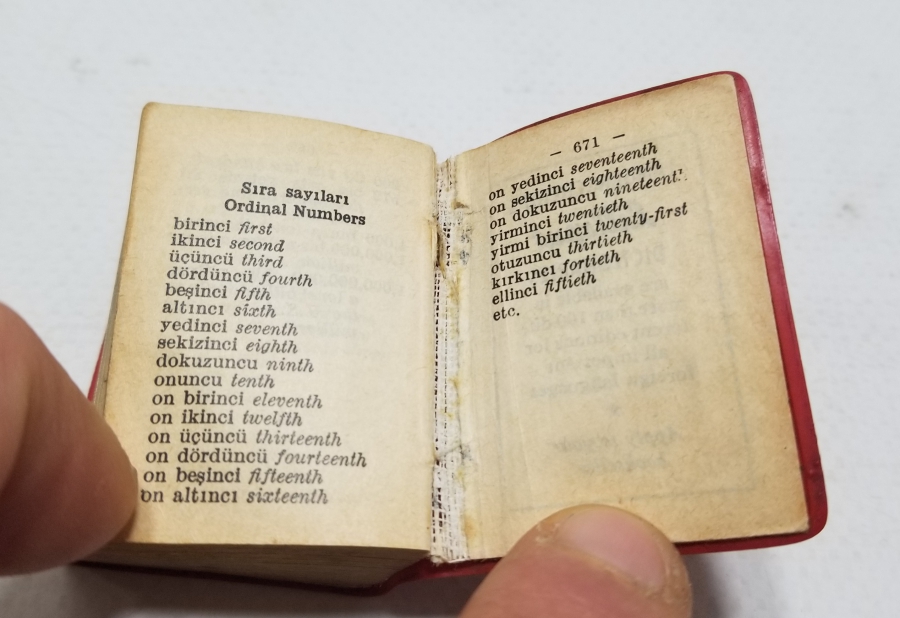 Sıra sayıları
Ordinal Numbers
birinci first
ikinci second
üçüncü third
dördüncü fourth
beşinci fifth
altıncı sixth
yedinci seventh
sekizinci eighth
dokuzuncu ninth
onuncu tenth
on birinci eleventh
on ikinci twelfth
on üçüncü thirteenth
on dördüncü fourteenth
on beşinci fifteenth
on altıncı sixteenth
— 671 —
on yedinci seventeenth
on sekizinci eighteenth
on dokuzuncu nineteenth
yirminci twentieth
yirmi birinci twenty-first
otuzuncu thirtieth
kırkıncı fortieth
ellinci fiftieth
etc.